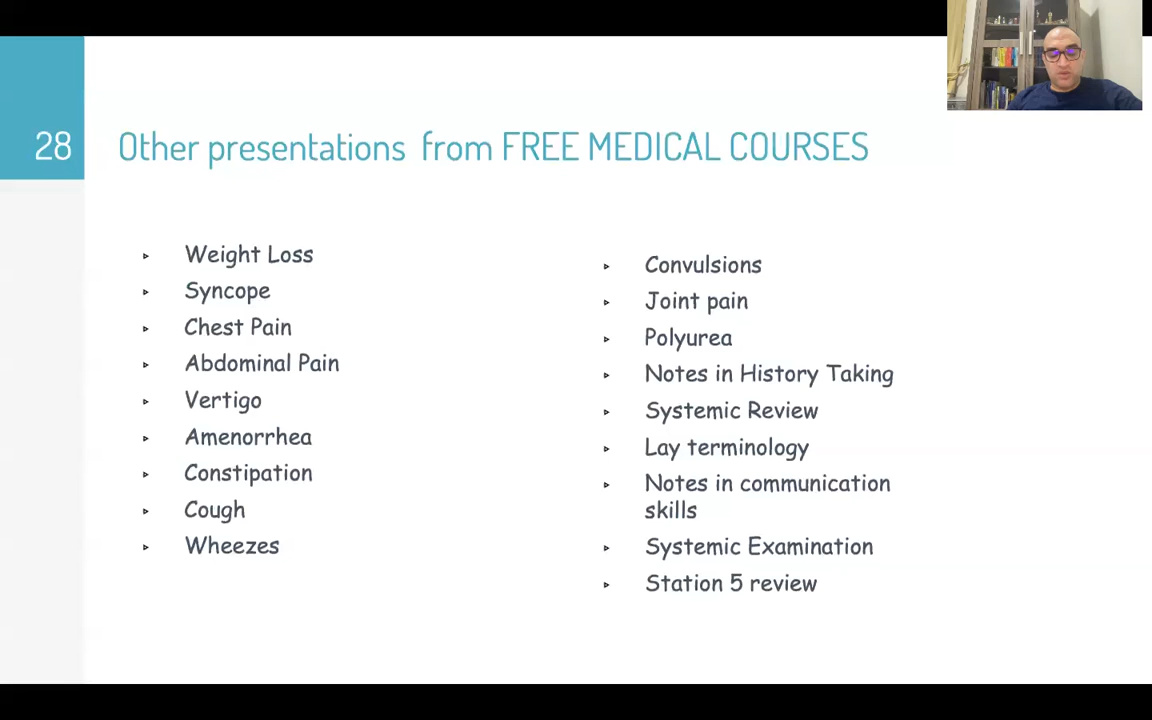 28
Other presentations from FREE MEDICAL COURSES
Weight Loss
Syncope
Chest Pain
Abdominal Pain
Vertigo
Amenorrhea
Constipation
Cough
Wheezes
Convulsions
Joint pain
Polyurea
Notes in History Taking
Systemic Review
Lay terminology
Notes in communication
skills
Systemic Examination
Station 5 review